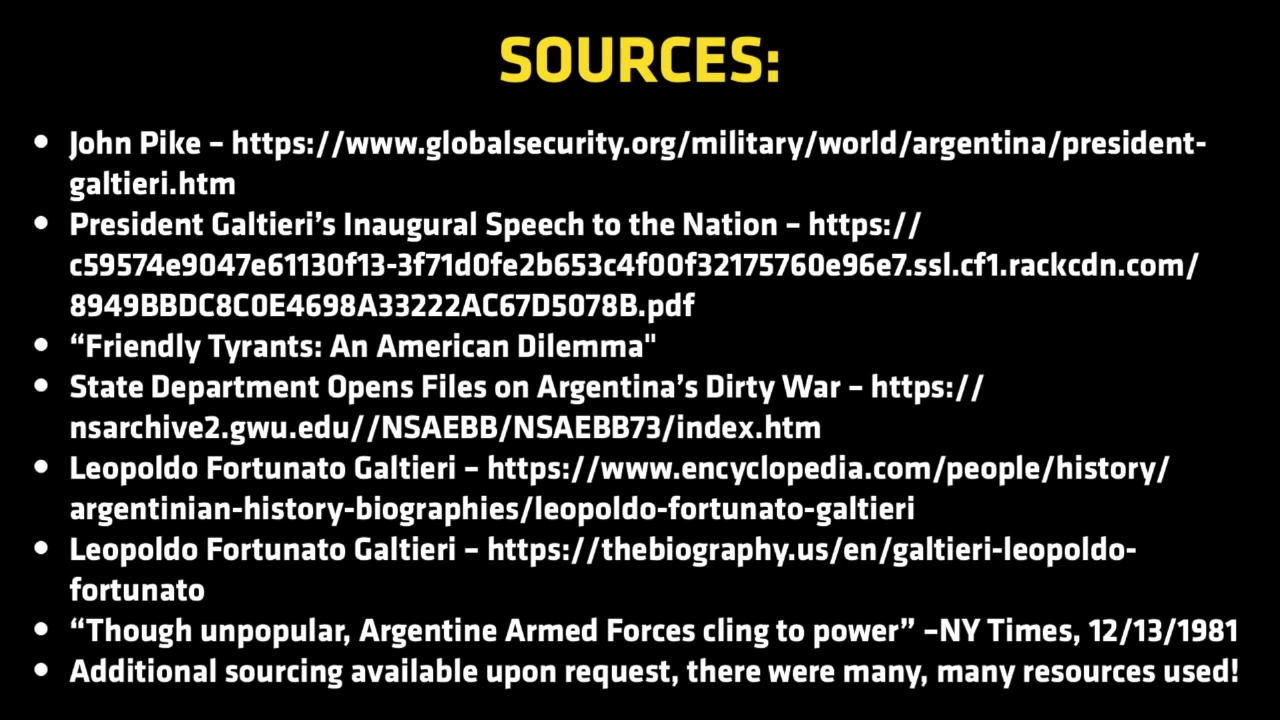 SOURCES:
• John Pike – https://www.globalsecurity.org/military/world/argentina/president-
galtieri.htm
• President Galtieri’s Inaugural Speech to the Nation – https://
c59574e9047e61130f13-3f71d0fe2b653c4f00f32175760e96e7.ssl.cf1.rackcdn.com/
8949BBDC8C0E4698A33222AC67D5078B.pdf
• “Friendly Tyrants: An American Dilemma"
• State Department Opens Files on Argentina’s Dirty War – https://
nsarchive2.gwu.edu//NSAEBB/NSAEBB73/index.htm
• Leopoldo Fortunato Galtieri – https://www.encyclopedia.com/people/history/
argentinian-history-biographies/leopoldo-fortunato-galtieri
• Leopoldo Fortunato Galtieri – https://thebiography.us/en/galtieri-leopoldo-
fortunato
• “Though unpopular, Argentine Armed Forces cling to power” –NY Times, 12/13/1981
• Additional sourcing available upon request, there were many, many resources used!